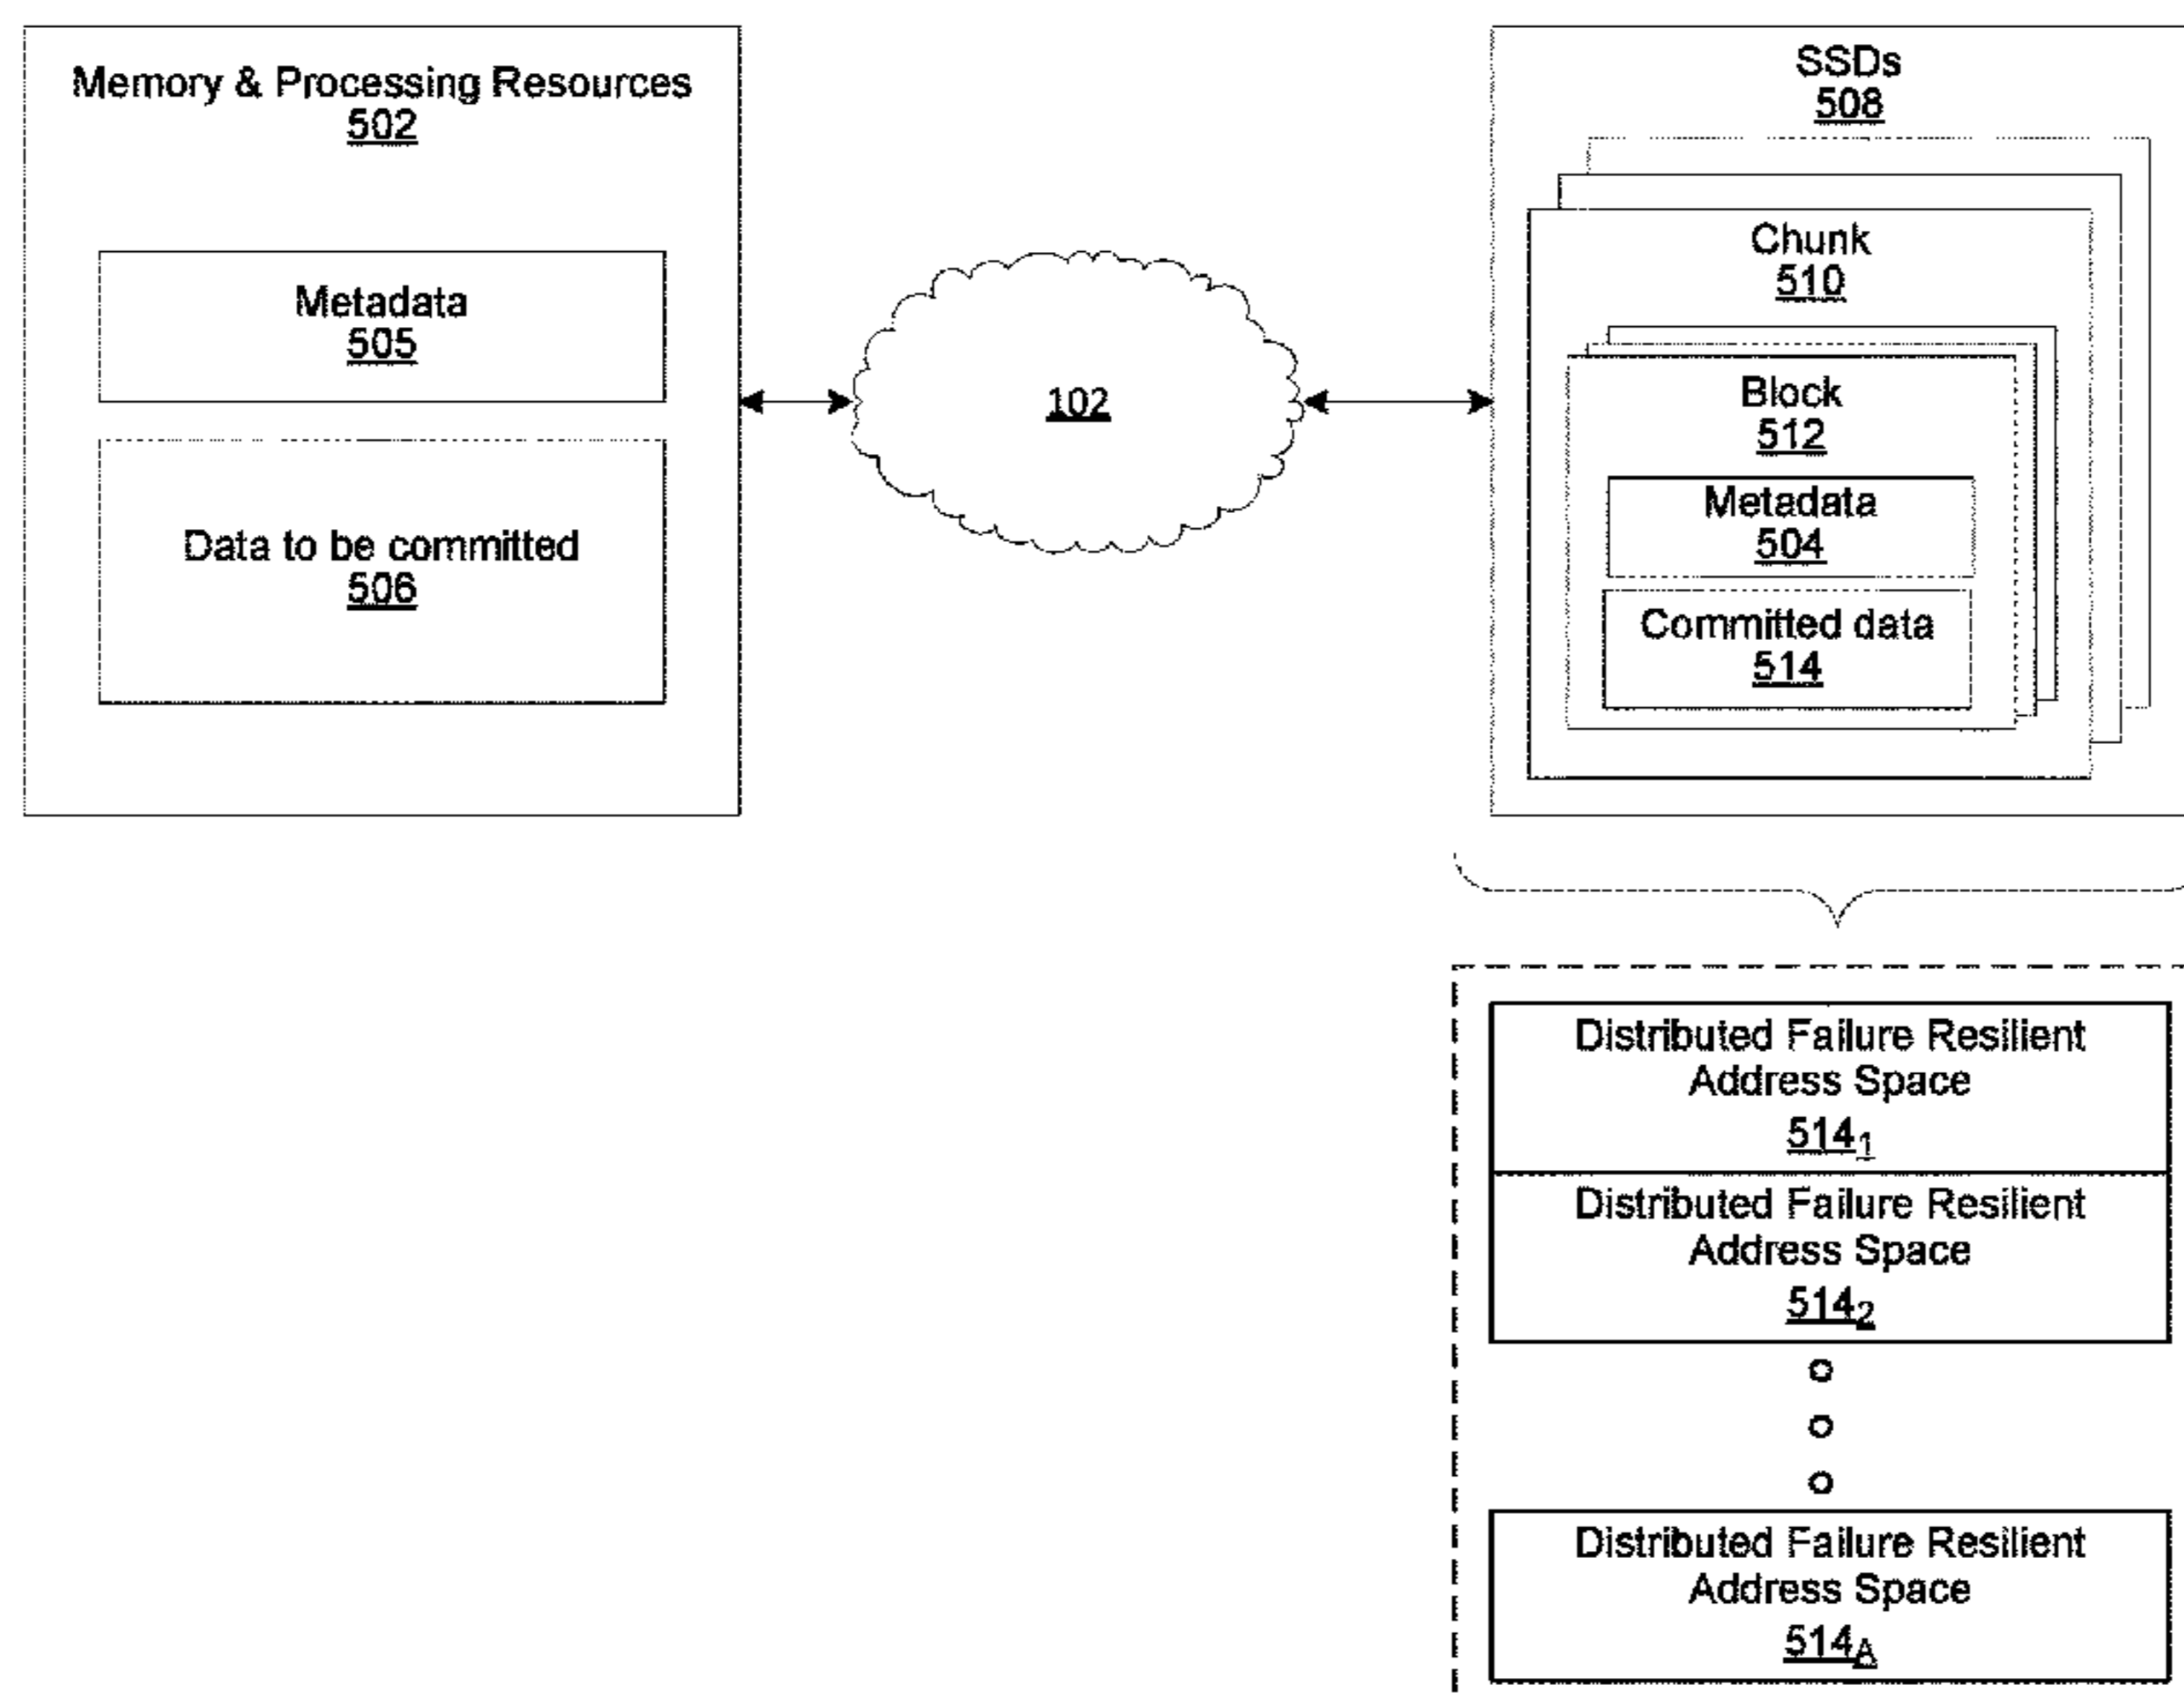 Memory & Processing Resources
502
Metadata
505
Data to be committed
506
102
SSDs
508
Chunk
510
Block
512
Metadata
504
Committed data
514
Distributed Failure Resilient
Address Space
514₁
Distributed Failure Resilient
Address Space
514₂
Distributed Failure Resilient
Address Space
514A